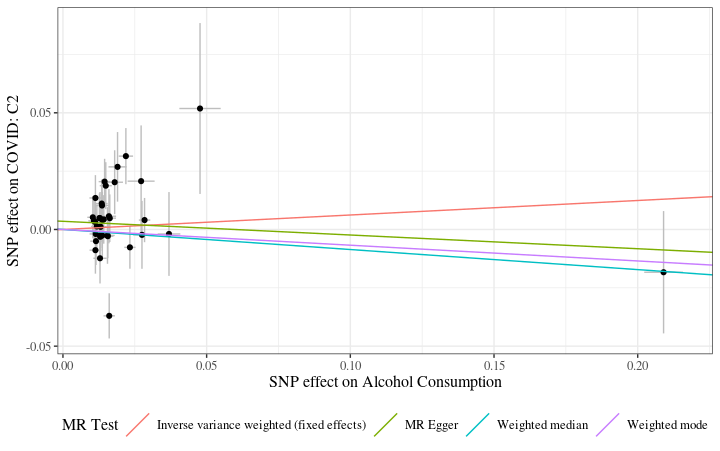 SNP effect on COVID: C2
0.05
0.00
-0.05
0.00 0.05 0.10 0.15 0.20
SNP effect on Alcohol Consumption
MR Test Inverse variance weighted (fixed effects) MR Egger Weighted median Weighted mode